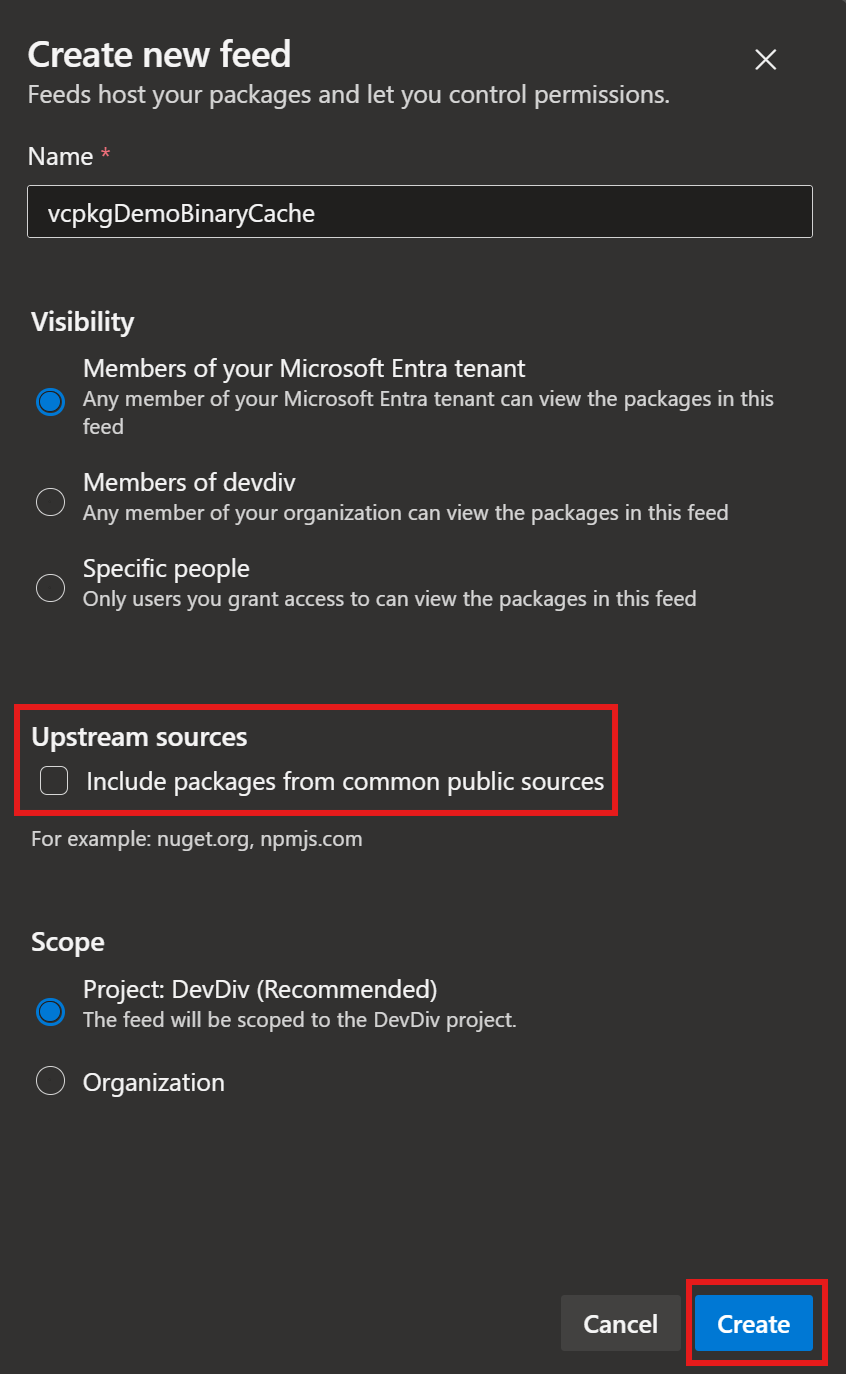 Create new feed
Feeds host your packages and let you control permissions.
Name *
vcpkgDemoBinaryCache
Visibility
Members of your Microsoft Entra tenant
Any member of your Microsoft Entra tenant can view the packages in this
feed
Members of devdiv
Any member of your organization can view the packages in this feed
Specific people
Only users you grant access to can view the packages in this feed
Upstream sources
Include packages from common public sources
For example: nuget.org, npmjs.com
Scope
Project: DevDiv (Recommended)
The feed will be scoped to the DevDiv project.
Organization
Cancel
Create